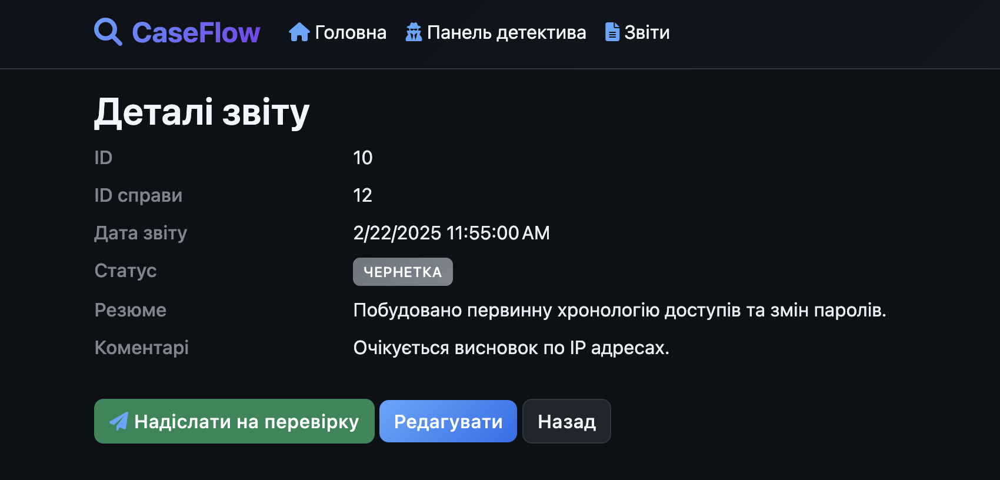 CaseFlow Головна Панель детектива Звіти
Деталі звіту
ID 10
ID справи 12
Дата звіту 2/22/2025 11:55:00 AM
Статус ЧЕРНЕТКА
Резюме Побудовано первинну хронологію доступів та змін паролів.
Коментарі Очікується висновок по IP адресах.
Надіслати на перевірку Редагувати Назад